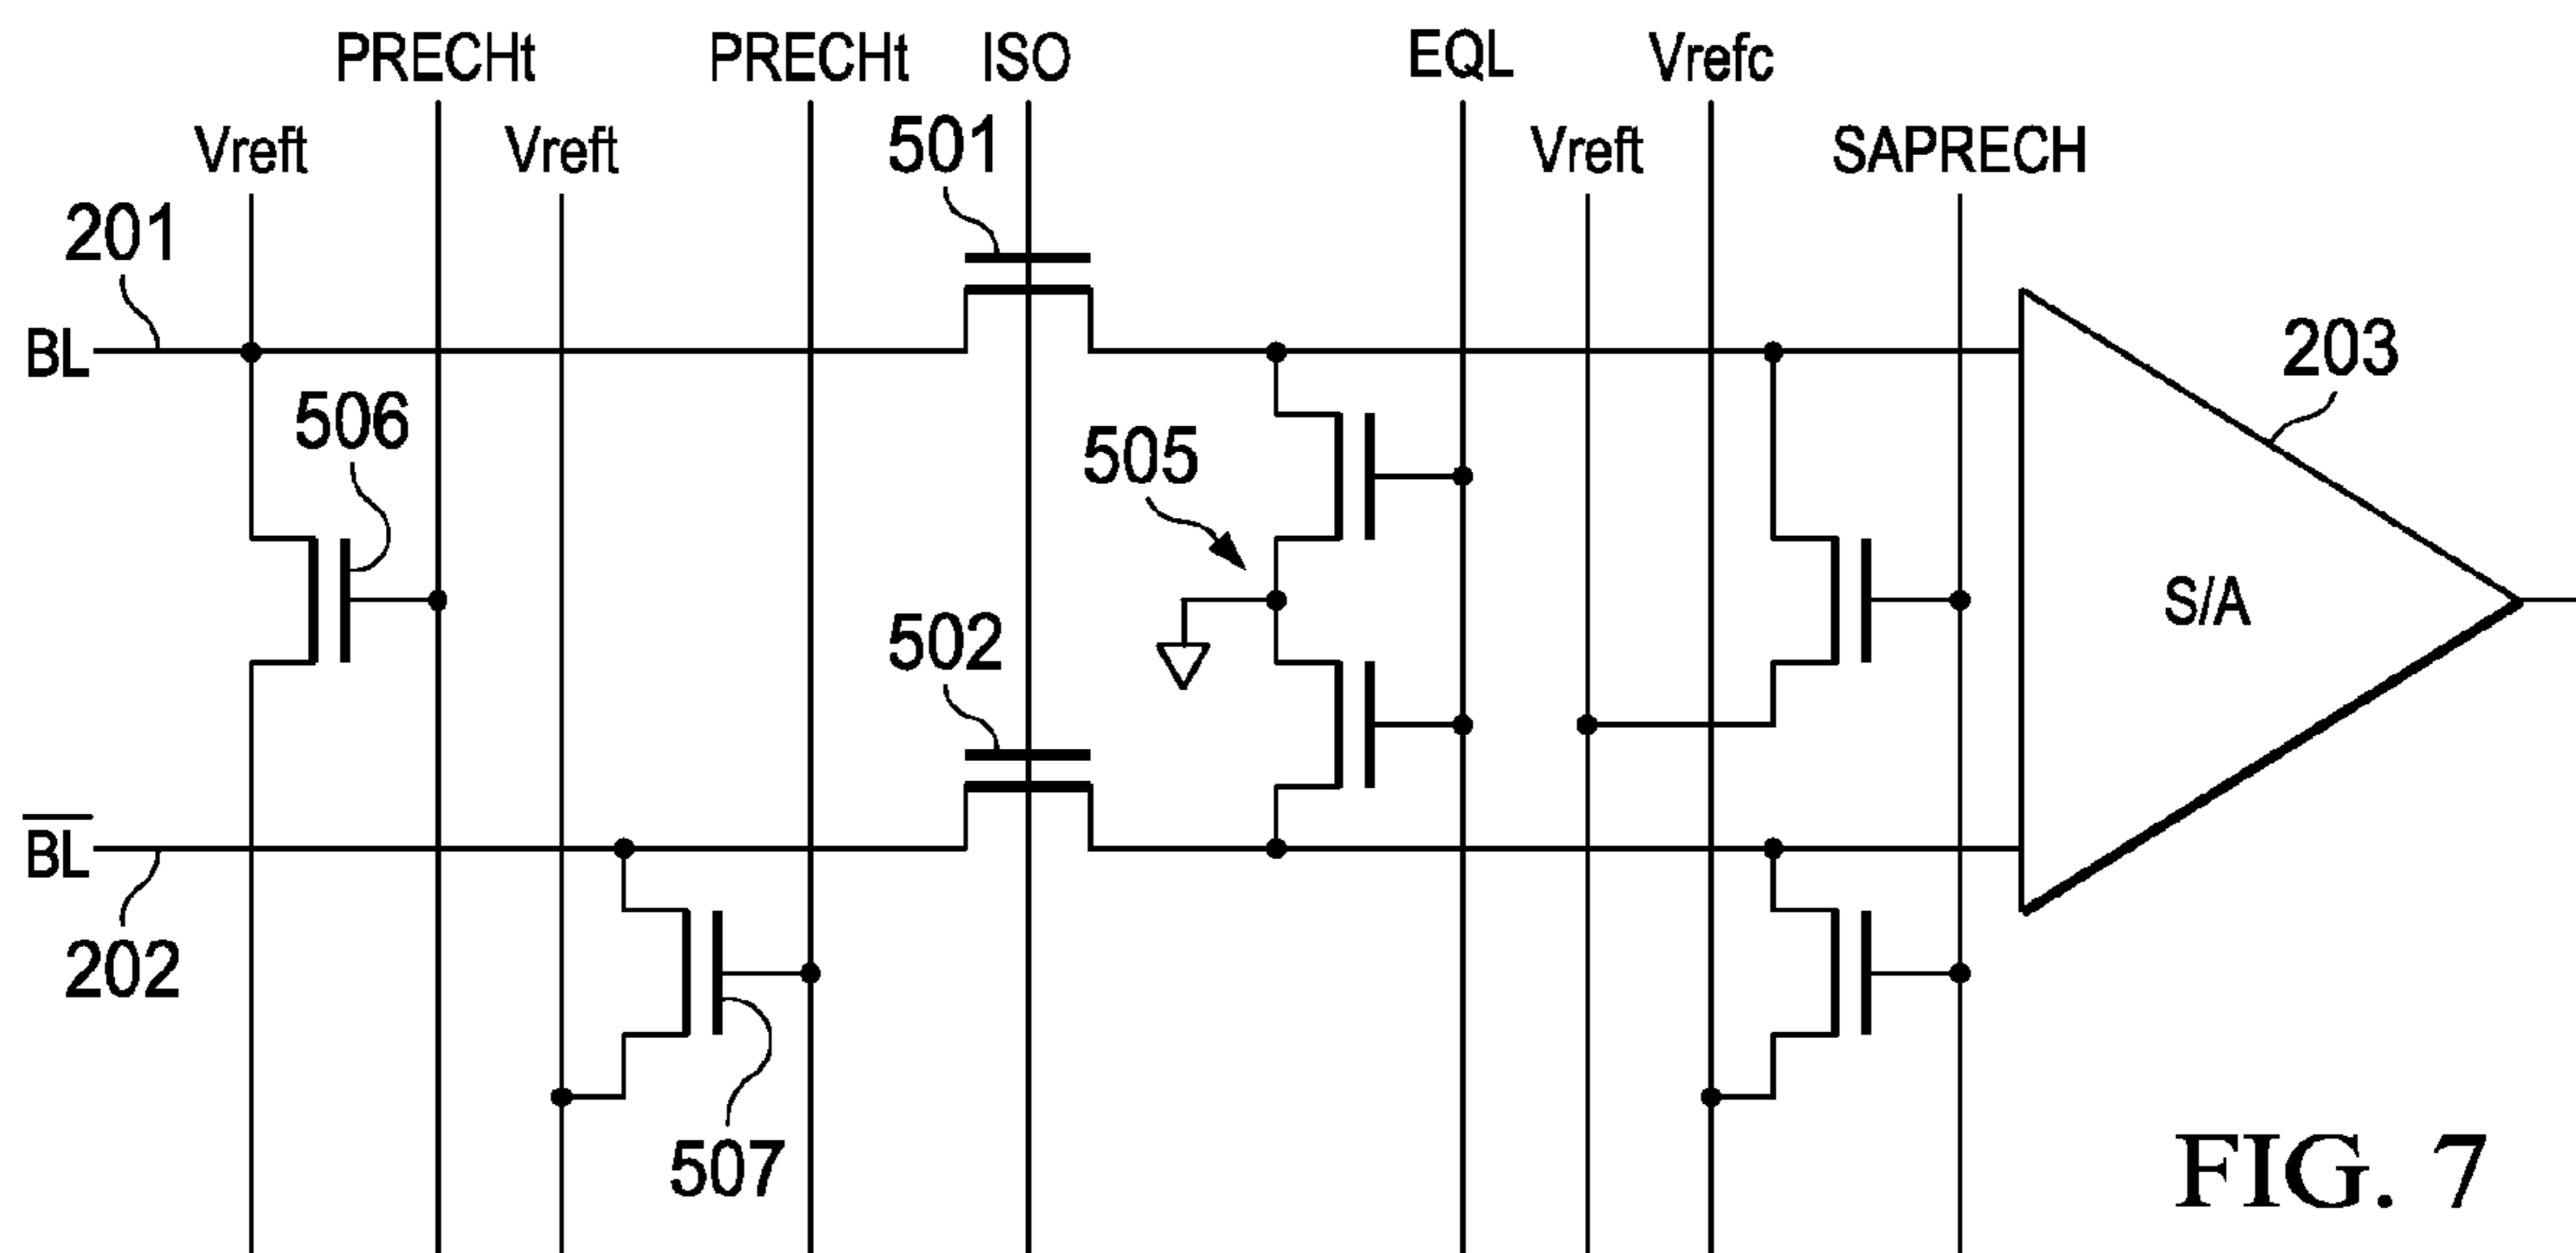 PRECHt PRECHt ISO EQL Vrefc
Vreft Vreft 501 Vreft SAPRECH
201
BL
506
505
203
502
S/A
B̅L̅
202
507
FIG. 7